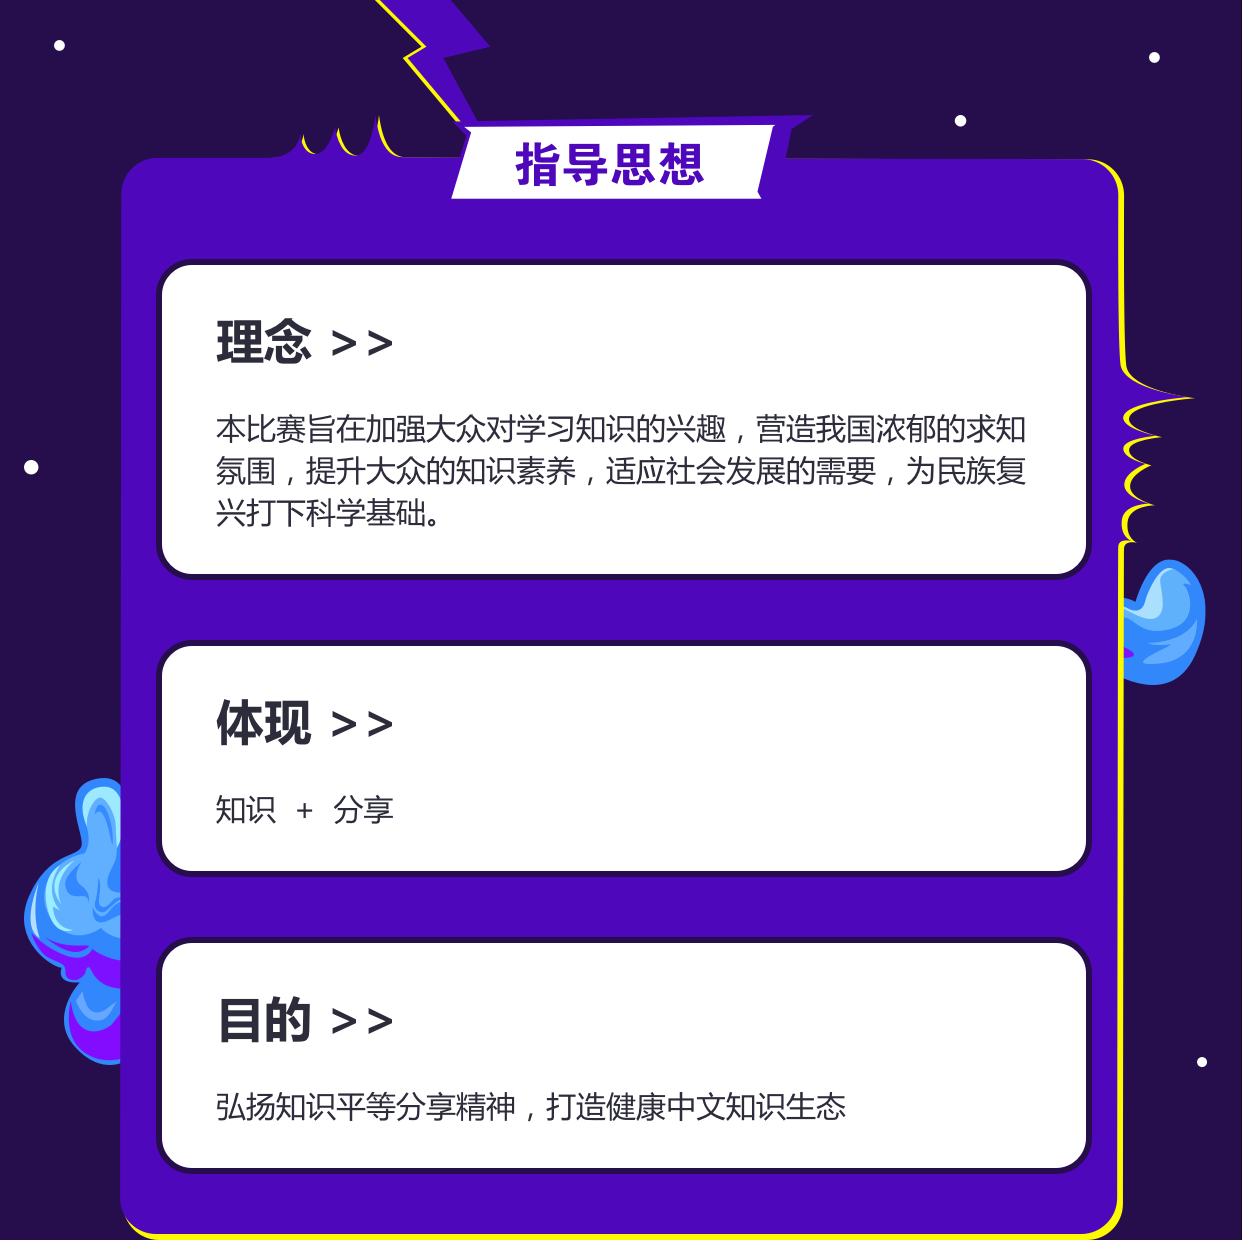 指导思想
理念 >>
本比赛旨在加强大众对学习知识的兴趣，营造我国浓郁的求知
氛围，提升大众的知识素养，适应社会发展的需要，为民族复
兴打下科学基础。
体现 >>
知识 + 分享
目的 >>
弘扬知识平等分享精神，打造健康中文知识生态